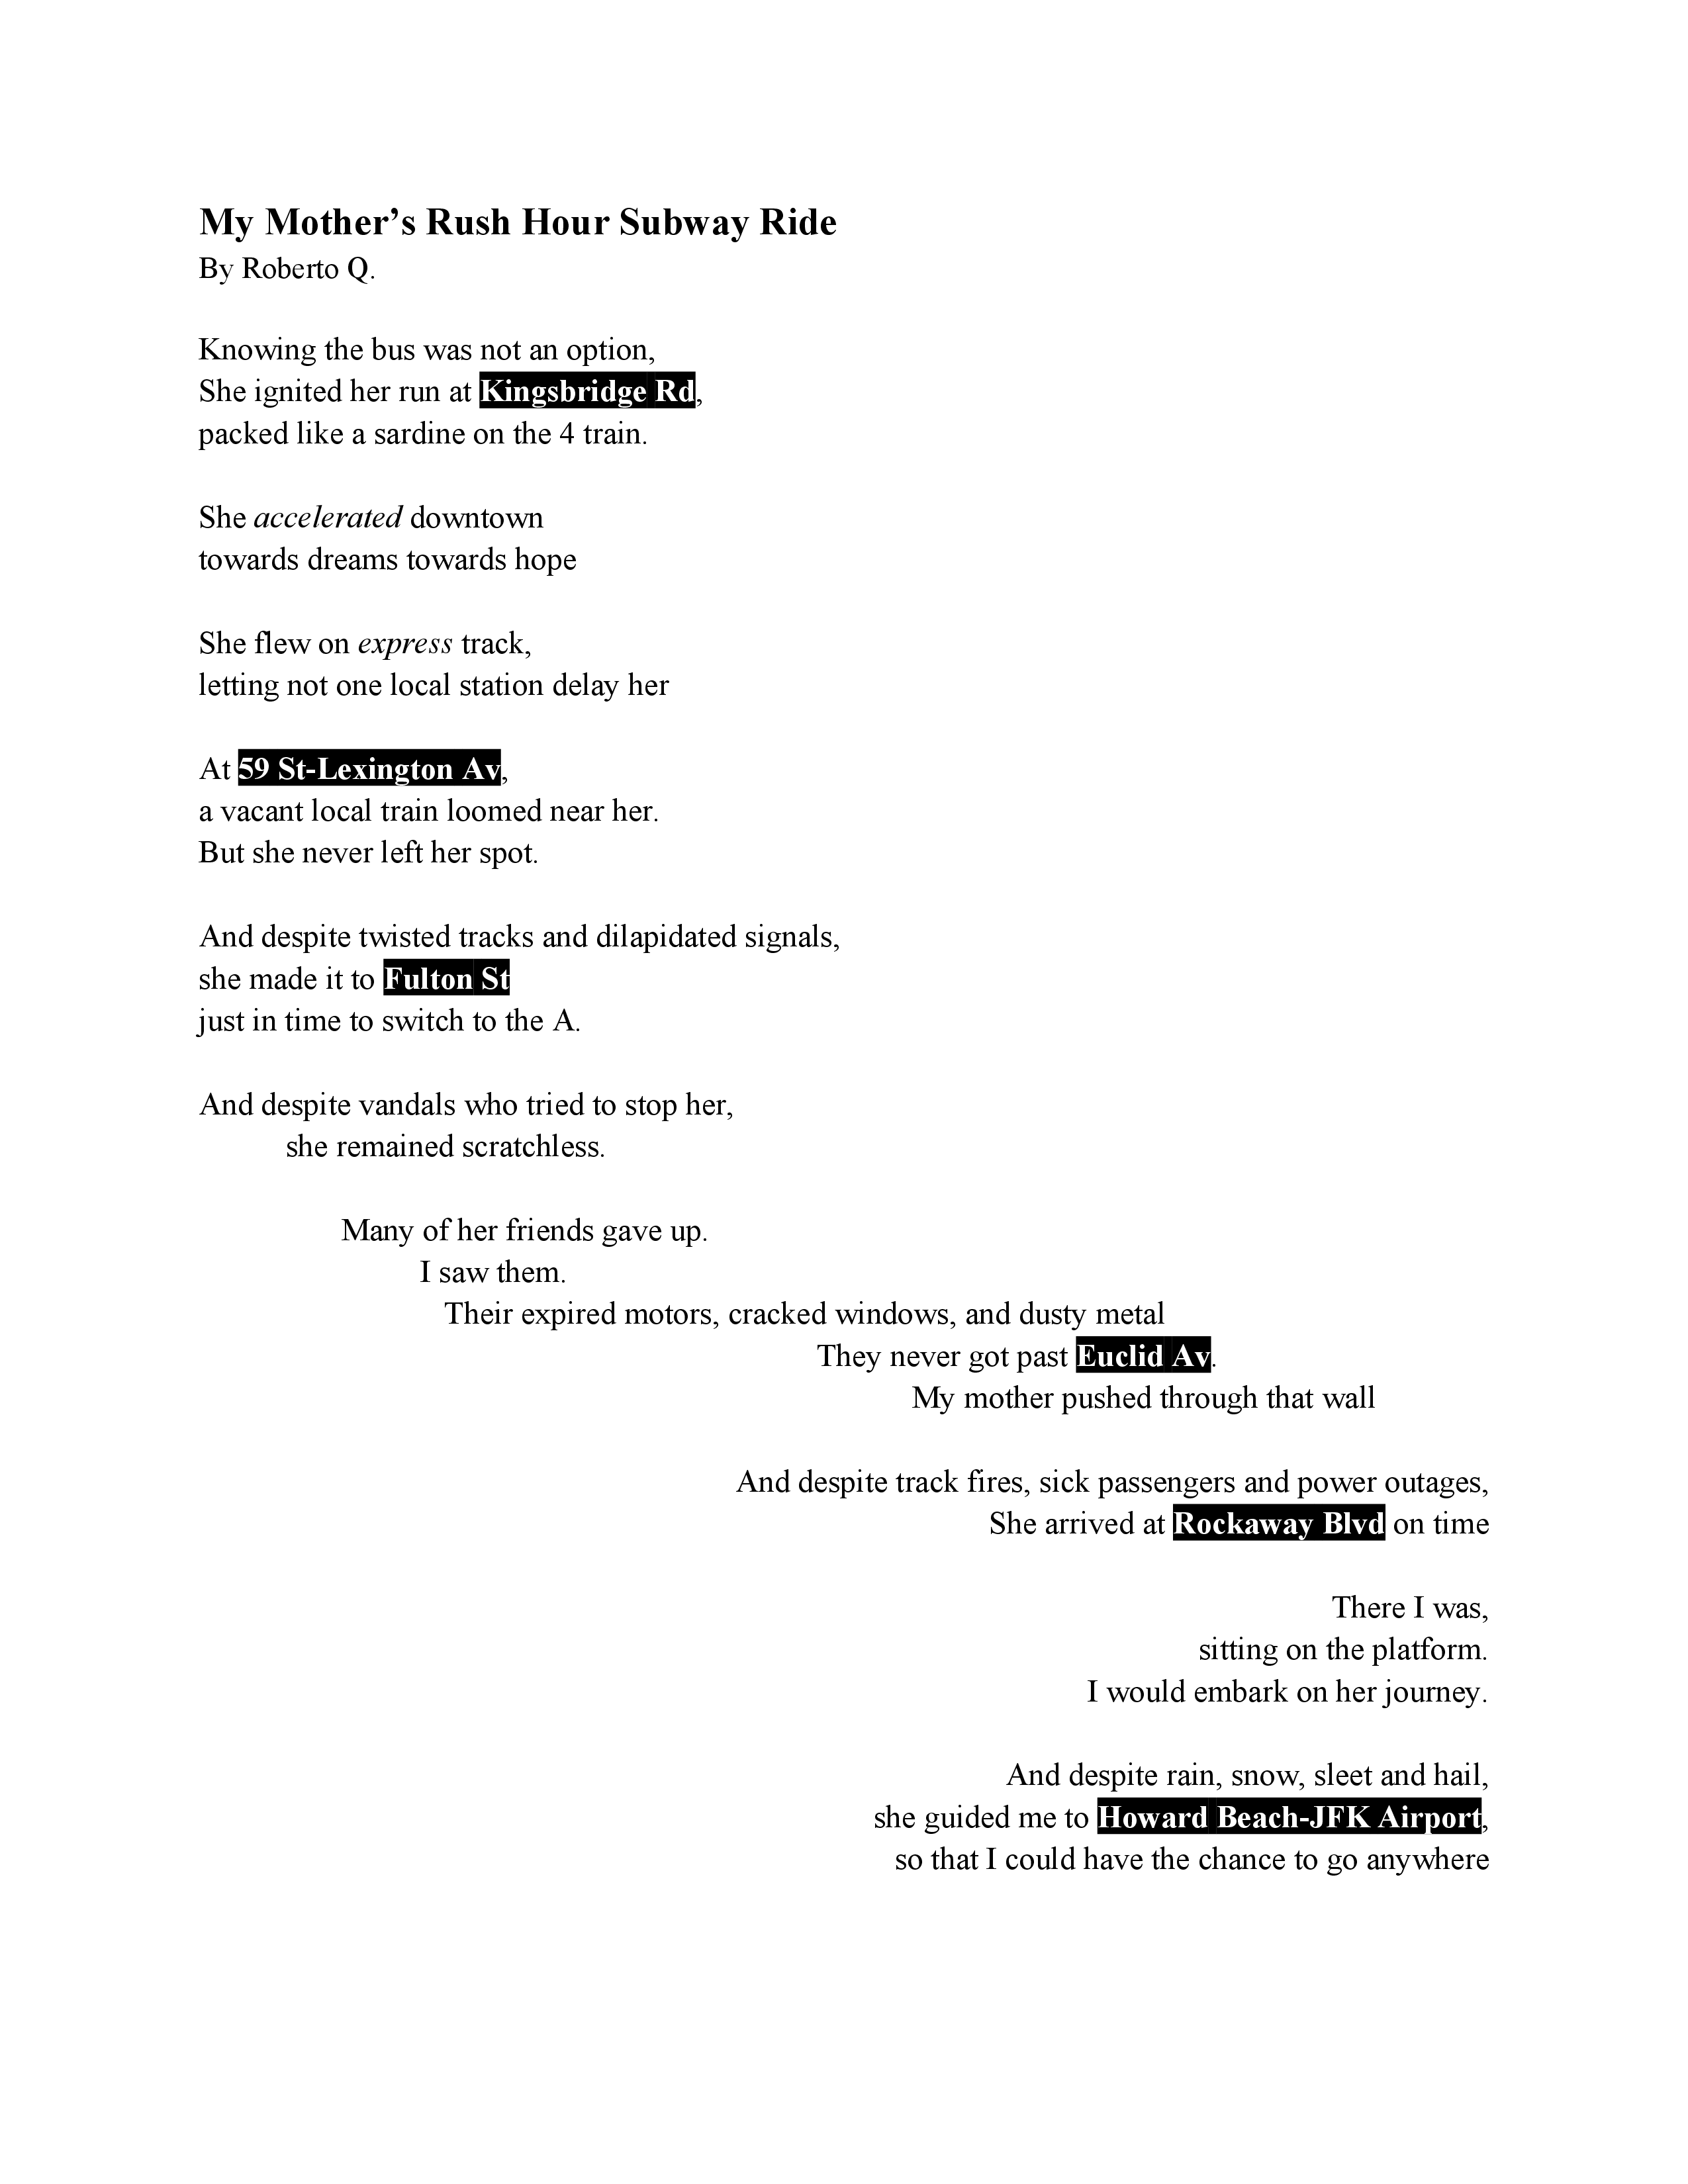 My Mother’s Rush Hour Subway Ride
By Roberto Q.
Knowing the bus was not an option,
She ignited her run at Kingsbridge Rd,
packed like a sardine on the 4 train.
She accelerated downtown
towards dreams towards hope
She flew on express track,
letting not one local station delay her
At 59 St-Lexington Av,
a vacant local train loomed near her.
But she never left her spot.
And despite twisted tracks and dilapidated signals,
she made it to Fulton St
just in time to switch to the A.
And despite vandals who tried to stop her,
she remained scratchless.
Many of her friends gave up.
I saw them.
Their expired motors, cracked windows, and dusty metal
They never got past Euclid Av.
My mother pushed through that wall
And despite track fires, sick passengers and power outages,
She arrived at Rockaway Blvd on time
There I was,
sitting on the platform.
I would embark on her journey.
And despite rain, snow, sleet and hail,
she guided me to Howard Beach-JFK Airport,
so that I could have the chance to go anywhere